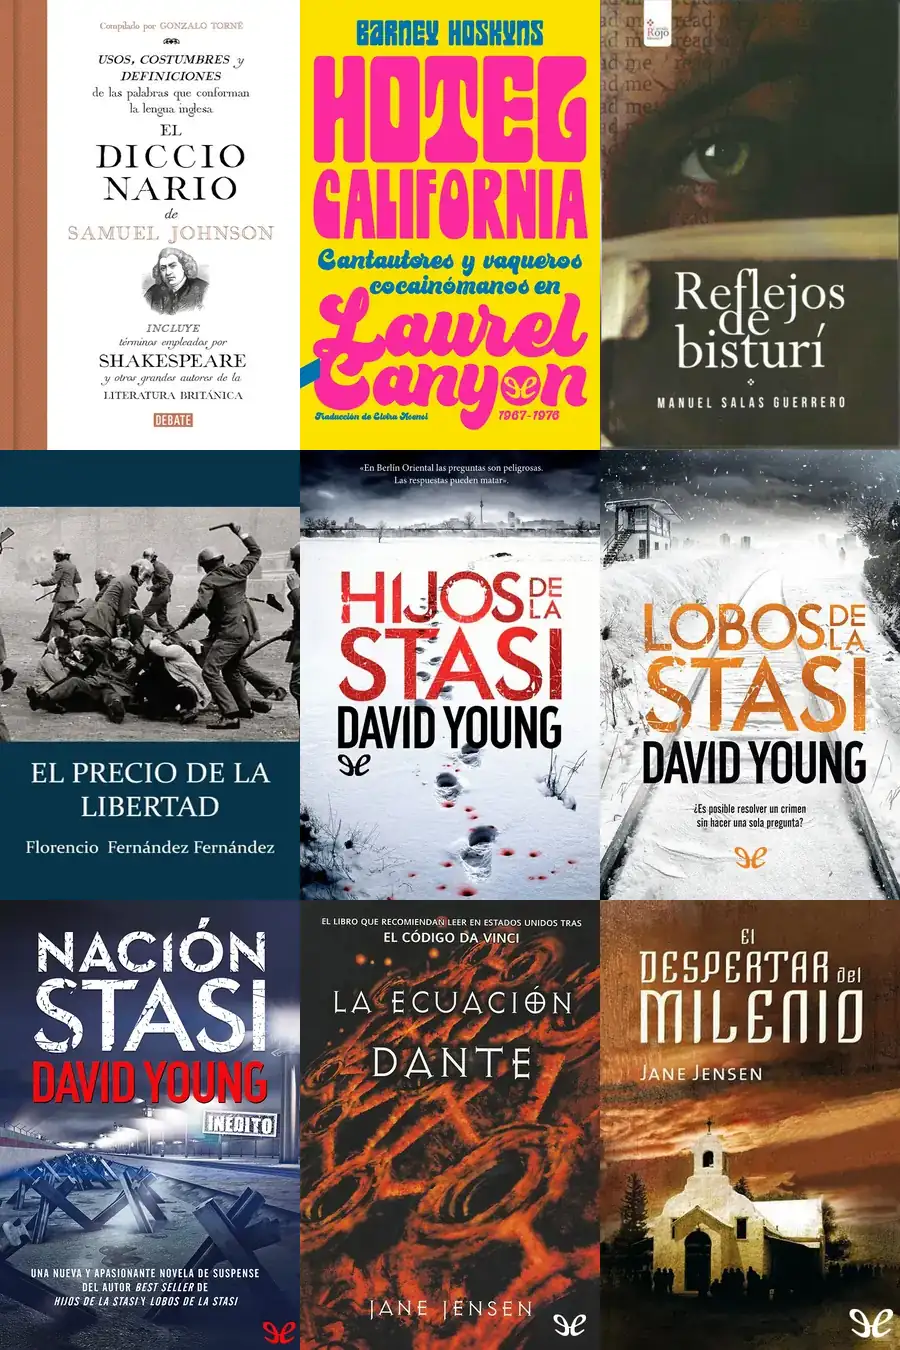 Compilado por GONZALO TORNÉ
USOS, COSTUMBRES y
DEFINICIONES
de las palabras que conforman
la lengua inglesa
EL
DICCIO
NARIO
de
SAMUEL JOHNSON
INCLUYE
términos empleados por
SHAKESPEARE
y otros grandes autores de la
LITERATURA BRITÁNICA
DEBATE
BARNEY HOSKYNS
HOTEL
CALIFORNIA
Cantautores y vaqueros
cocainómanos en
Laurel
Canyon
Traducción de Elvira Asensi
1967-1976
Rojo
read me
Reflejos
de
bisturí
MANUEL SALAS GUERRERO
EL PRECIO DE LA
LIBERTAD
Florencio Fernández Fernández
«En Berlín Oriental las preguntas son peligrosas.
Las respuestas pueden matar».
HIJOS DE LA
STASI
DAVID YOUNG
LOBOS DE LA
STASI
DAVID YOUNG
¿Es posible resolver un crimen
sin hacer una sola pregunta?
NACIÓN
STASI
DAVID YOUNG
INÉDITO
UNA NUEVA Y APASIONANTE NOVELA DE SUSPENSE
DEL AUTOR BEST SELLER DE
HIJOS DE LA STASI Y LOBOS DE LA STASI
EL LIBRO QUE RECOMIENDAN LEER EN ESTADOS UNIDOS TRAS
EL CÓDIGO DA VINCI
LA ECUACIÓN
DANTE
JANE JENSEN
El
DESPERTAR del
MILENIO
JANE JENSEN